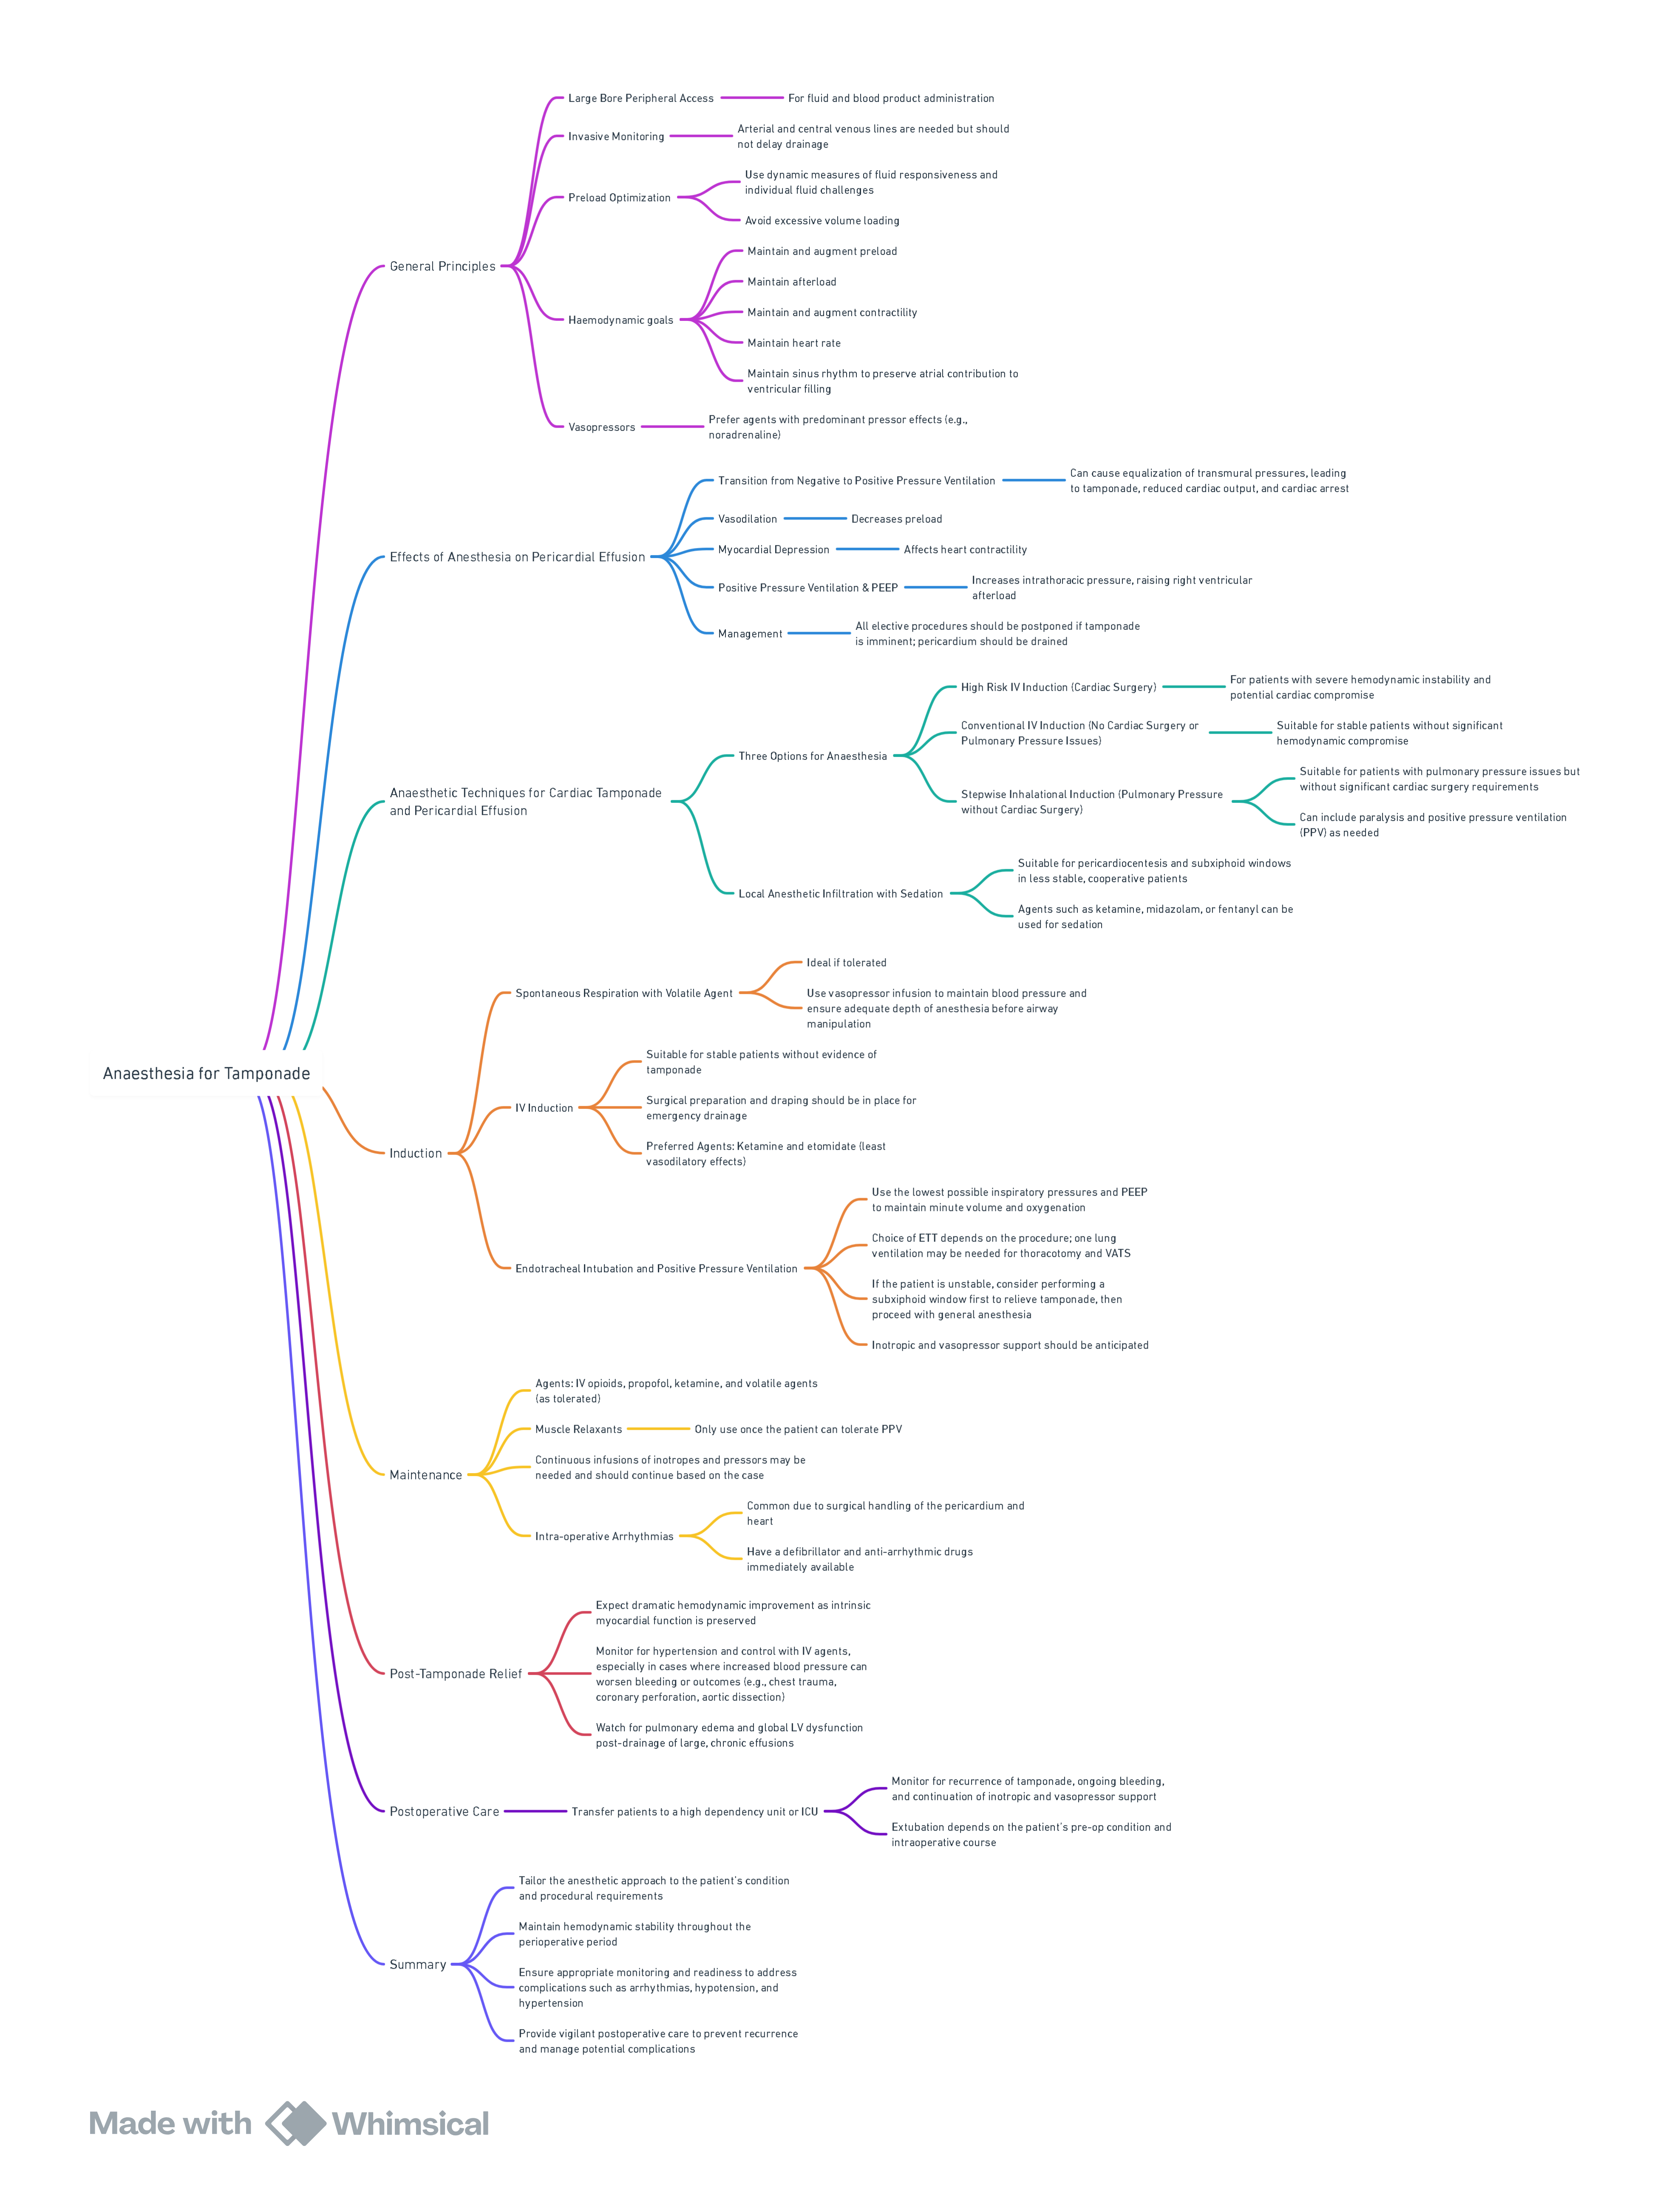 Anaesthesia for Tamponade
General Principles
Large Bore Peripheral Access
For fluid and blood product administration
Invasive Monitoring
Arterial and central venous lines are needed but should
not delay drainage
Preload Optimization
Use dynamic measures of fluid responsiveness and
individual fluid challenges
Avoid excessive volume loading
Haemodynamic goals
Maintain and augment preload
Maintain afterload
Maintain and augment contractility
Maintain heart rate
Maintain sinus rhythm to preserve atrial contribution to
ventricular filling
Vasopressors
Prefer agents with predominant pressor effects (e.g.,
noradrenaline)
Effects of Anesthesia on Pericardial Effusion
Transition from Negative to Positive Pressure Ventilation
Can cause equalization of transmural pressures, leading
to tamponade, reduced cardiac output, and cardiac arrest
Vasodilation
Decreases preload
Myocardial Depression
Affects heart contractility
Positive Pressure Ventilation & PEEP
Increases intrathoracic pressure, raising right ventricular
afterload
Management
All elective procedures should be postponed if tamponade
is imminent; pericardium should be drained
Anaesthetic Techniques for Cardiac Tamponade
and Pericardial Effusion
Three Options for Anaesthesia
High Risk IV Induction (Cardiac Surgery)
For patients with severe hemodynamic instability and
potential cardiac compromise
Conventional IV Induction (No Cardiac Surgery or
Pulmonary Pressure Issues)
Suitable for stable patients without significant
hemodynamic compromise
Stepwise Inhalational Induction (Pulmonary Pressure
without Cardiac Surgery)
Suitable for patients with pulmonary pressure issues but
without significant cardiac surgery requirements
Can include paralysis and positive pressure ventilation
(PPV) as needed
Local Anesthetic Infiltration with Sedation
Suitable for pericardiocentesis and subxiphoid windows
in less stable, cooperative patients
Agents such as ketamine, midazolam, or fentanyl can be
used for sedation
Induction
Spontaneous Respiration with Volatile Agent
Ideal if tolerated
Use vasopressor infusion to maintain blood pressure and
ensure adequate depth of anesthesia before airway
manipulation
IV Induction
Suitable for stable patients without evidence of
tamponade
Surgical preparation and draping should be in place for
emergency drainage
Preferred Agents: Ketamine and etomidate (least
vasodilatory effects)
Endotracheal Intubation and Positive Pressure Ventilation
Use the lowest possible inspiratory pressures and PEEP
to maintain minute volume and oxygenation
Choice of ETT depends on the procedure; one lung
ventilation may be needed for thoracotomy and VATS
If the patient is unstable, consider performing a
subxiphoid window first to relieve tamponade, then
proceed with general anesthesia
Inotropic and vasopressor support should be anticipated
Maintenance
Agents: IV opioids, propofol, ketamine, and volatile agents
(as tolerated)
Muscle Relaxants
Only use once the patient can tolerate PPV
Continuous infusions of inotropes and pressors may be
needed and should continue based on the case
Intra-operative Arrhythmias
Common due to surgical handling of the pericardium and
heart
Have a defibrillator and anti-arrhythmic drugs
immediately available
Post-Tamponade Relief
Expect dramatic hemodynamic improvement as intrinsic
myocardial function is preserved
Monitor for hypertension and control with IV agents,
especially in cases where increased blood pressure can
worsen bleeding or outcomes (e.g., chest trauma,
coronary perforation, aortic dissection)
Watch for pulmonary edema and global LV dysfunction
post-drainage of large, chronic effusions
Postoperative Care
Transfer patients to a high dependency unit or ICU
Monitor for recurrence of tamponade, ongoing bleeding,
and continuation of inotropic and vasopressor support
Extubation depends on the patient's pre-op condition and
intraoperative course
Summary
Tailor the anesthetic approach to the patient's condition
and procedural requirements
Maintain hemodynamic stability throughout the
perioperative period
Ensure appropriate monitoring and readiness to address
complications such as arrhythmias, hypotension, and
hypertension
Provide vigilant postoperative care to prevent recurrence
and manage potential complications
Made with Whimsical